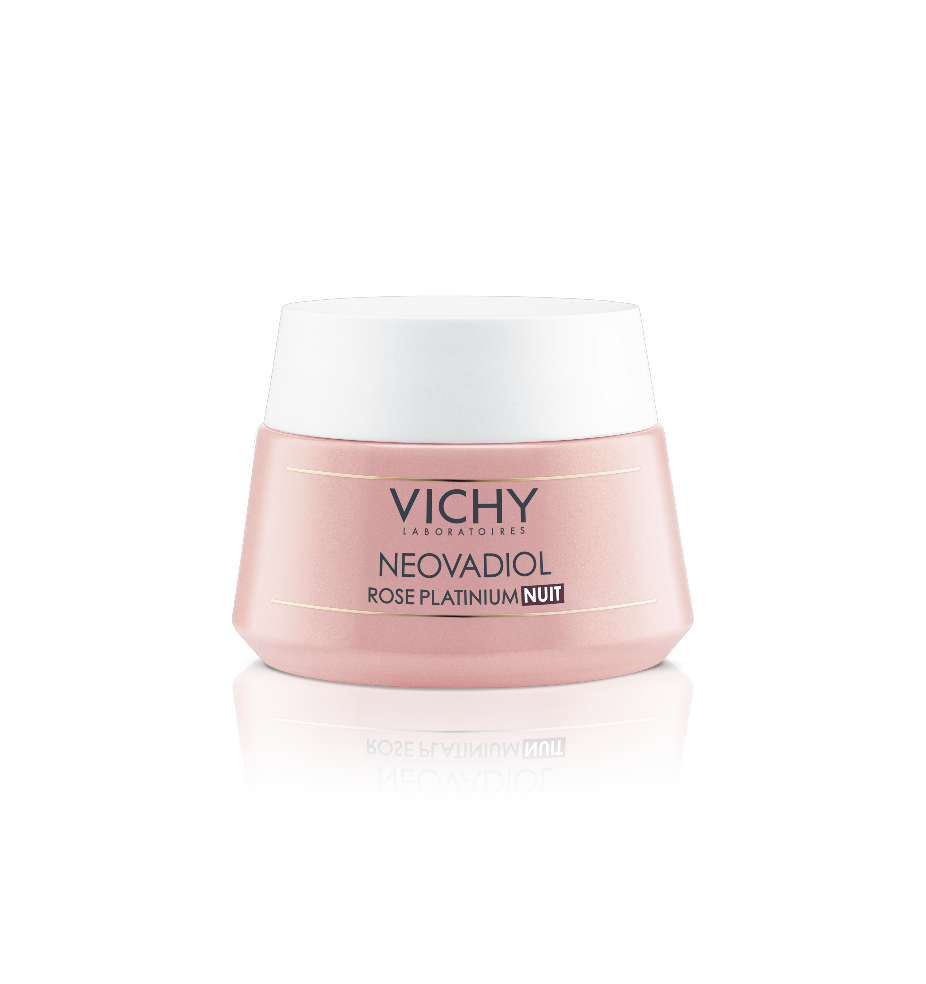 VICHY
LABORATOIRES
NEOVADIOL
ROSE PLATINIUM NUIT